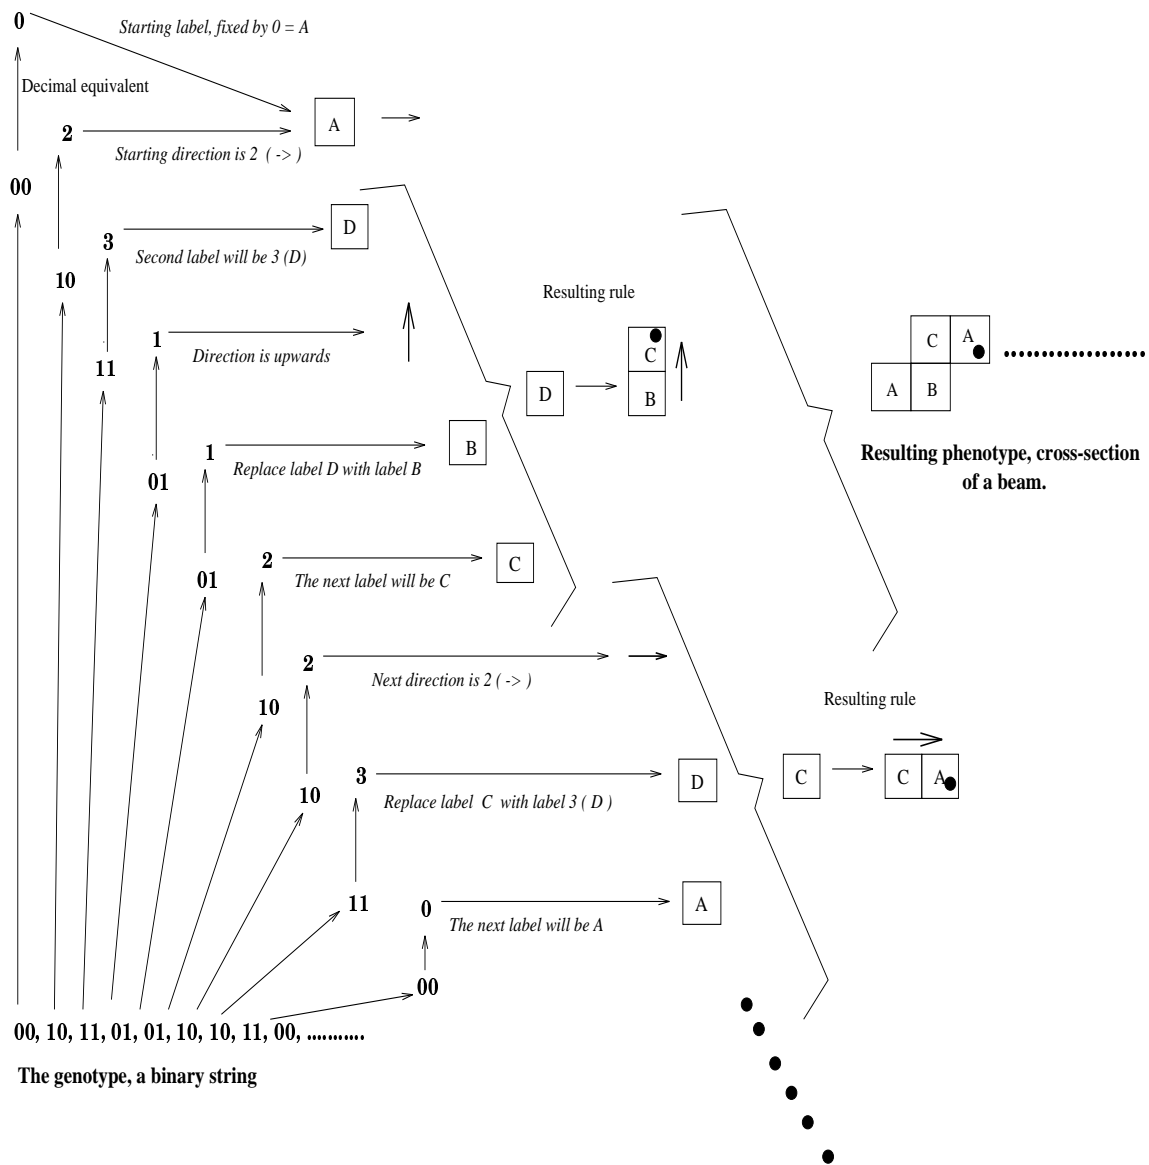 0
Starting label, fixed by 0 = A
Decimal equivalent
A
2
Starting direction is 2 ( -> )
00
D
3
Second label will be 3 (D)
10
Resulting rule
1
Direction is upwards
C
C A
11
D
B
A B
B
1
Replace label D with label B
Resulting phenotype, cross-section
of a beam.
01
2
The next label will be C
C
01
2
Next direction is 2 ( -> )
10
Resulting rule
3
Replace label C with label 3 ( D )
D
C
C A
10
11
0
The next label will be A
A
00
00, 10, 11, 01, 01, 10, 10, 11, 00, ...........
The genotype, a binary string